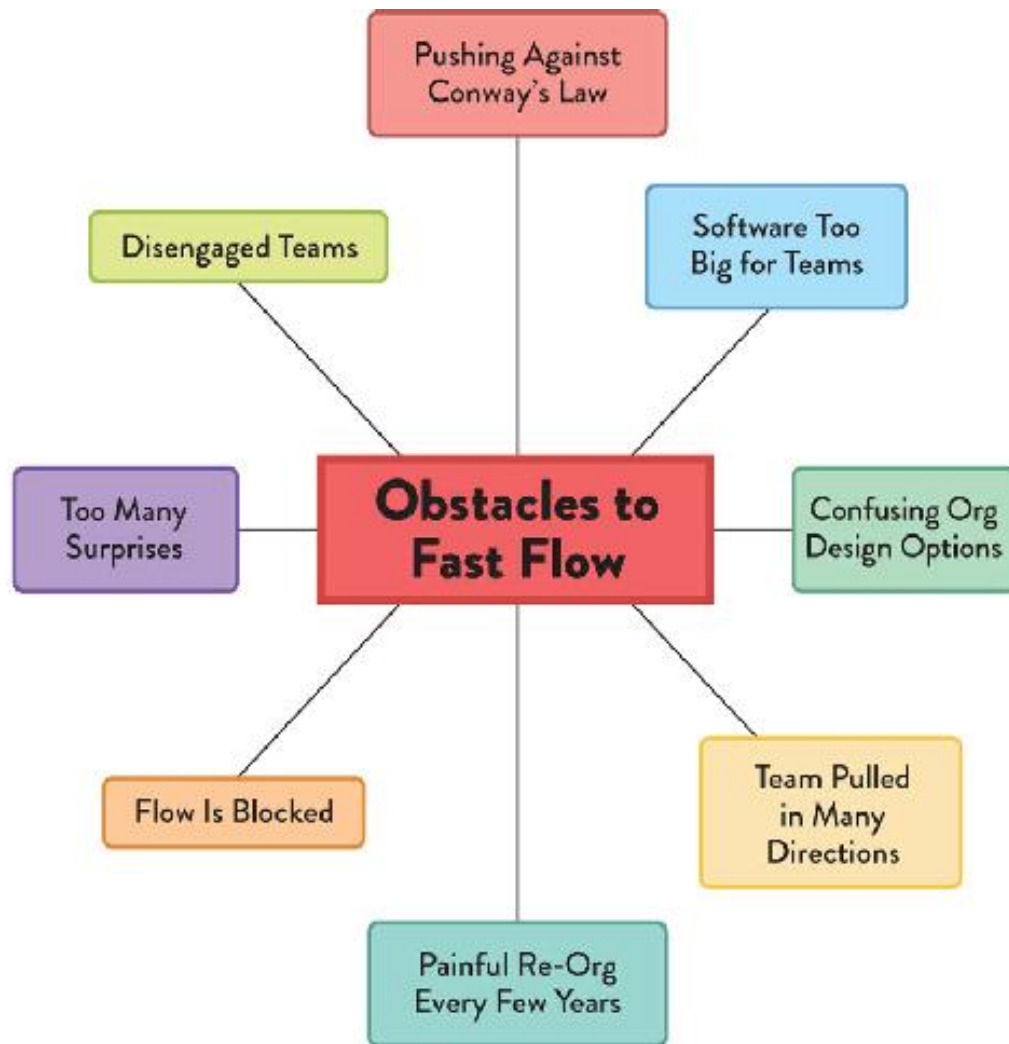 Pushing Against
Conway's Law
Software Too
Big for Teams
Disengaged Teams
Too Many
Surprises
Obstacles to
Fast Flow
Confusing Org
Design Options
Team Pulled
in Many
Directions
Flow Is Blocked
Painful Re-Org
Every Few Years